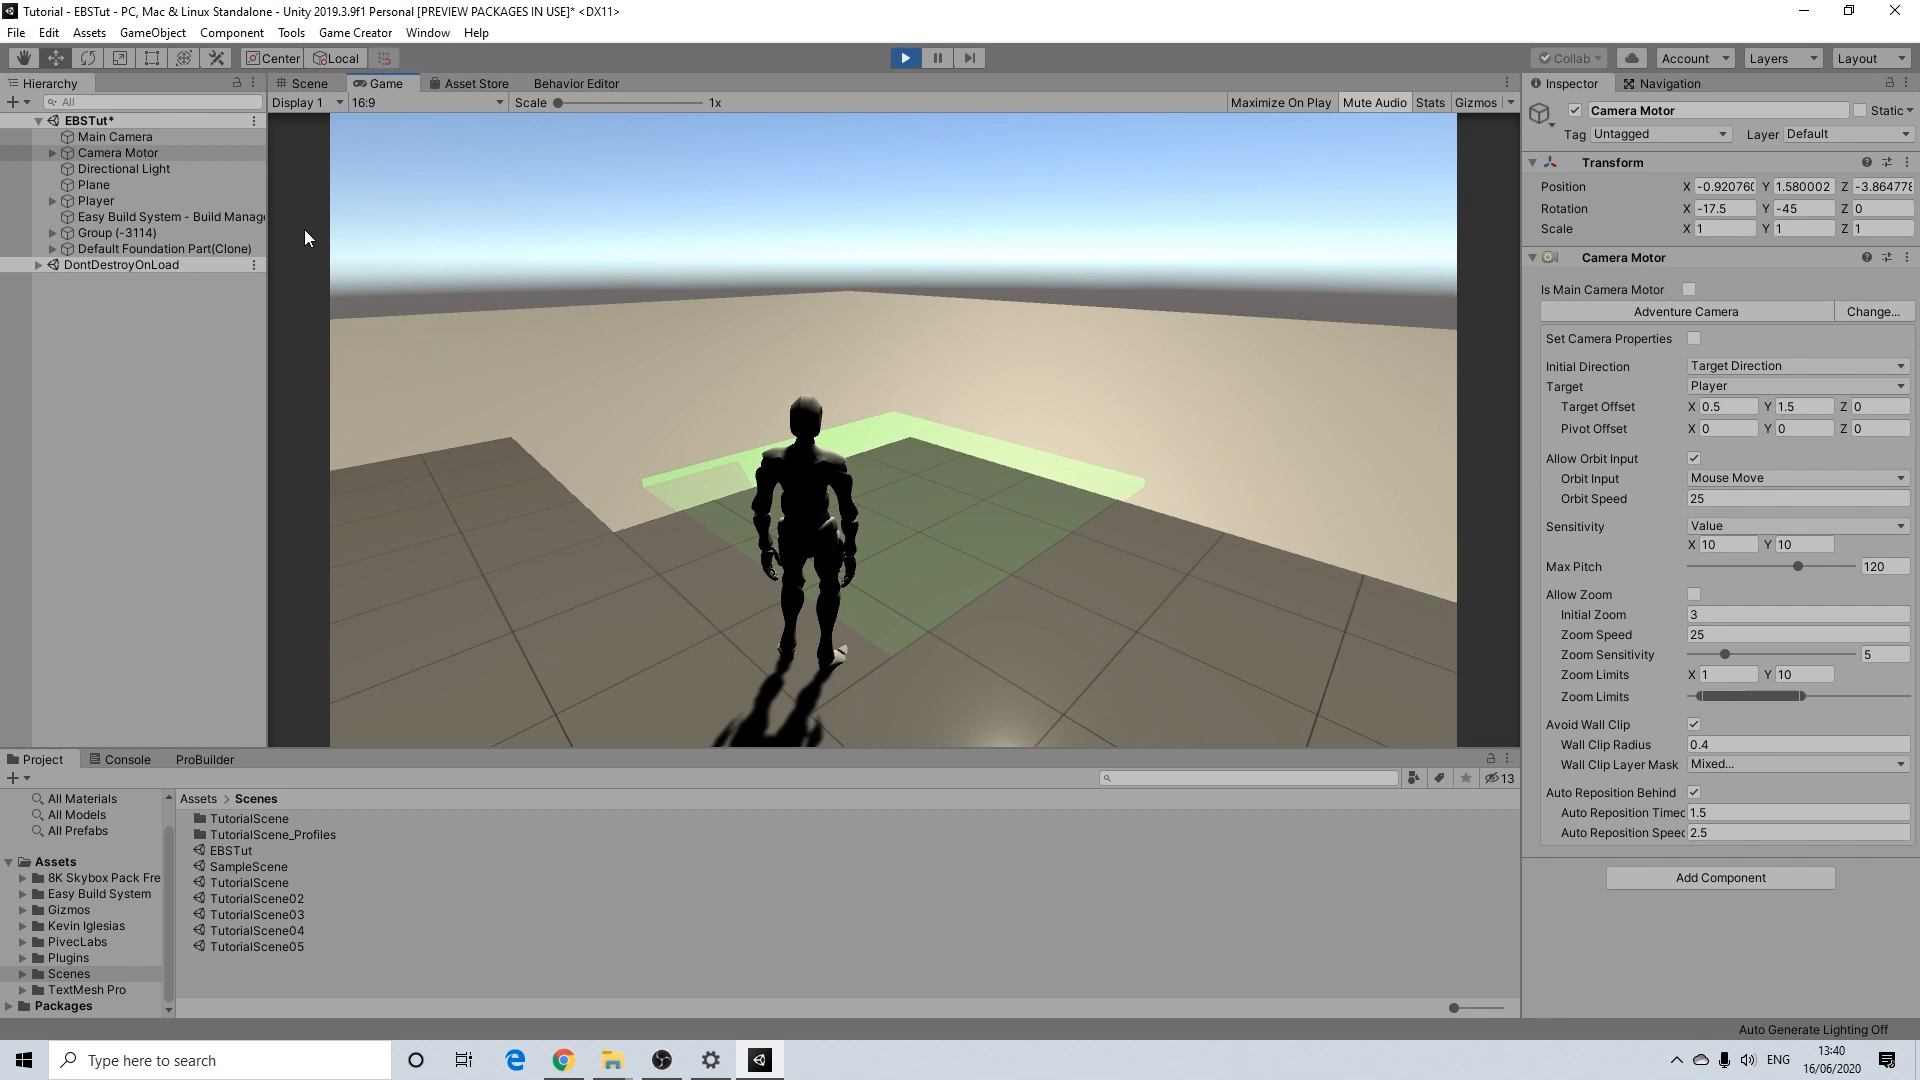 Tutorial - EBSTut - PC, Mac & Linux Standalone - Unity 2019.3.9f1 Personal [PREVIEW PACKAGES IN USE]* <DX11>
File Edit Assets GameObject Component Tools Game Creator Window Help
Center Local Collab Account Layers Layout
Hierarchy
All
EBSTut*
Main Camera
Camera Motor
Directional Light
Plane
Player
Easy Build System - Build Manag
Group (-3114)
Default Foundation Part(Clone)
DontDestroyOnLoad
Scene Game Asset Store Behavior Editor
Display 1 16:9 Scale 1x Maximize On Play Mute Audio Stats Gizmos
Inspector Navigation
Camera Motor Static
Tag Untagged Layer Default
Transform
Position X -0.920760 Y 1.580002 Z -3.864778
Rotation X -17.5 Y -45 Z 0
Scale X 1 Y 1 Z 1
Camera Motor
Is Main Camera Motor
Adventure Camera Change...
Set Camera Properties
Initial Direction Target Direction
Target Player
Target Offset X 0.5 Y 1.5 Z 0
Pivot Offset X 0 Y 0 Z 0
Allow Orbit Input
Orbit Input Mouse Move
Orbit Speed 25
Sensitivity Value
X 10 Y 10
Max Pitch 120
Allow Zoom
Initial Zoom 3
Zoom Speed 25
Zoom Sensitivity 5
Zoom Limits X 1 Y 10
Zoom Limits
Avoid Wall Clip
Wall Clip Radius 0.4
Wall Clip Layer Mask Mixed...
Auto Reposition Behind
Auto Reposition Timeo 1.5
Auto Reposition Speed 2.5
Add Component
Project Console ProBuilder
13
All Materials
All Models
All Prefabs
Assets
8K Skybox Pack Fre
Easy Build System
Gizmos
Kevin Iglesias
PivecLabs
Plugins
Scenes
TextMesh Pro
Packages
Assets > Scenes
TutorialScene
TutorialScene_Profiles
EBSTut
SampleScene
TutorialScene
TutorialScene02
TutorialScene03
TutorialScene04
TutorialScene05
Auto Generate Lighting Off
Type here to search
ENG
13:40
16/06/2020